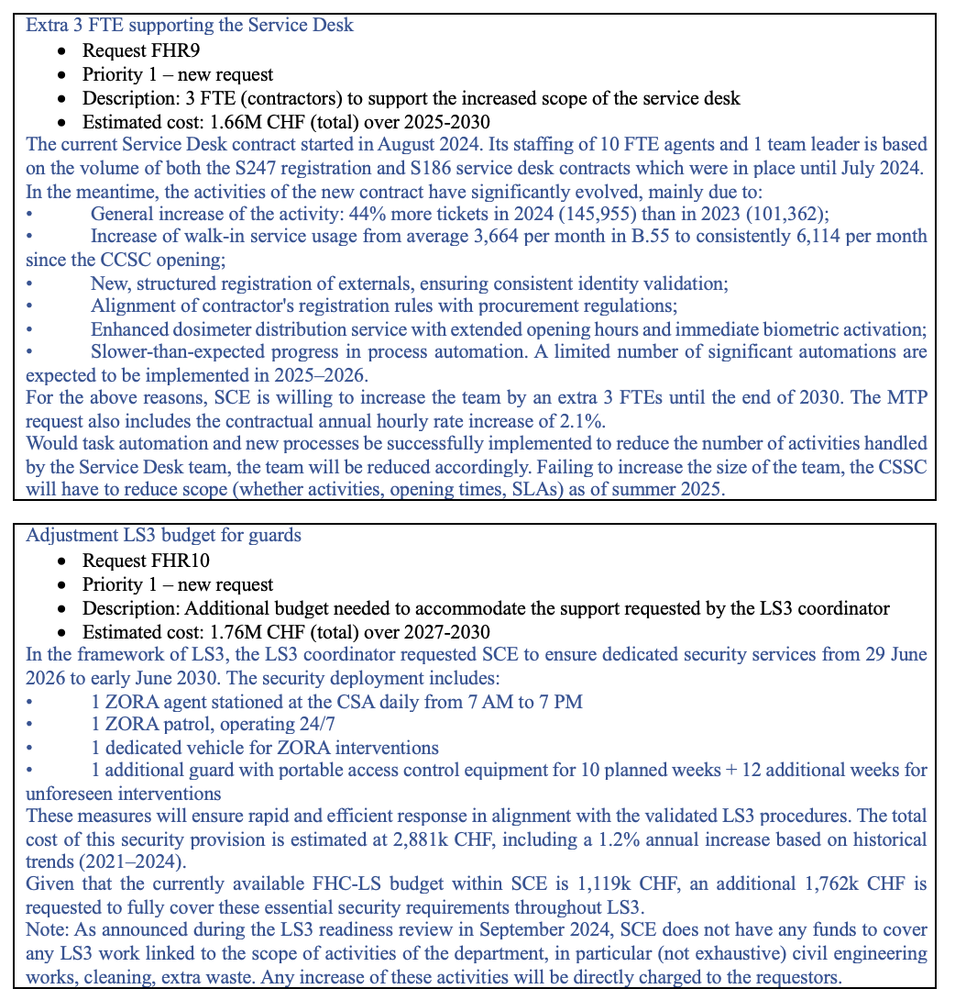 Extra 3 FTE supporting the Service Desk
• Request FHR9
• Priority 1 – new request
• Description: 3 FTE (contractors) to support the increased scope of the service desk
• Estimated cost: 1.66M CHF (total) over 2025-2030
The current Service Desk contract started in August 2024. Its staffing of 10 FTE agents and 1 team leader is based
on the volume of both the S247 registration and S186 service desk contracts which were in place until July 2024.
In the meantime, the activities of the new contract have significantly evolved, mainly due to:
• General increase of the activity: 44% more tickets in 2024 (145,955) than in 2023 (101,362);
• Increase of walk-in service usage from average 3,664 per month in B.55 to consistently 6,114 per month
since the CCSC opening;
• New, structured registration of externals, ensuring consistent identity validation;
• Alignment of contractor's registration rules with procurement regulations;
• Enhanced dosimeter distribution service with extended opening hours and immediate biometric activation;
• Slower-than-expected progress in process automation. A limited number of significant automations are
expected to be implemented in 2025–2026.
For the above reasons, SCE is willing to increase the team by an extra 3 FTEs until the end of 2030. The MTP
request also includes the contractual annual hourly rate increase of 2.1%.
Would task automation and new processes be successfully implemented to reduce the number of activities handled
by the Service Desk team, the team will be reduced accordingly. Failing to increase the size of the team, the CSSC
will have to reduce scope (whether activities, opening times, SLAs) as of summer 2025.
Adjustment LS3 budget for guards
• Request FHR10
• Priority 1 – new request
• Description: Additional budget needed to accommodate the support requested by the LS3 coordinator
• Estimated cost: 1.76M CHF (total) over 2027-2030
In the framework of LS3, the LS3 coordinator requested SCE to ensure dedicated security services from 29 June
2026 to early June 2030. The security deployment includes:
• 1 ZORA agent stationed at the CSA daily from 7 AM to 7 PM
• 1 ZORA patrol, operating 24/7
• 1 dedicated vehicle for ZORA interventions
• 1 additional guard with portable access control equipment for 10 planned weeks + 12 additional weeks for
unforeseen interventions
These measures will ensure rapid and efficient response in alignment with the validated LS3 procedures. The total
cost of this security provision is estimated at 2,881k CHF, including a 1.2% annual increase based on historical
trends (2021–2024).
Given that the currently available FHC-LS budget within SCE is 1,119k CHF, an additional 1,762k CHF is
requested to fully cover these essential security requirements throughout LS3.
Note: As announced during the LS3 readiness review in September 2024, SCE does not have any funds to cover
any LS3 work linked to the scope of activities of the department, in particular (not exhaustive) civil engineering
works, cleaning, extra waste. Any increase of these activities will be directly charged to the requestors.